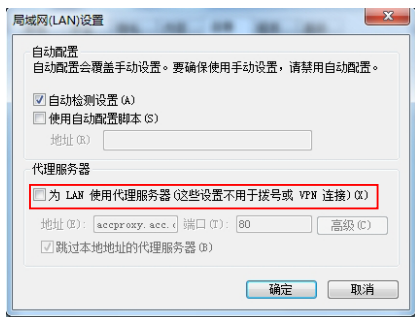 局域网(LAN)设置
自动配置
自动配置会覆盖手动设置。要确保使用手动设置，请禁用自动配置。
自动检测设置(A)
使用自动配置脚本(S)
地址(R)
代理服务器
为 LAN 使用代理服务器(这些设置不用于拨号或 VPN 连接)(X)
地址(E): accproxy.acc. 端口(T): 80 高级(C)
跳过本地地址的代理服务器(B)
确定 取消